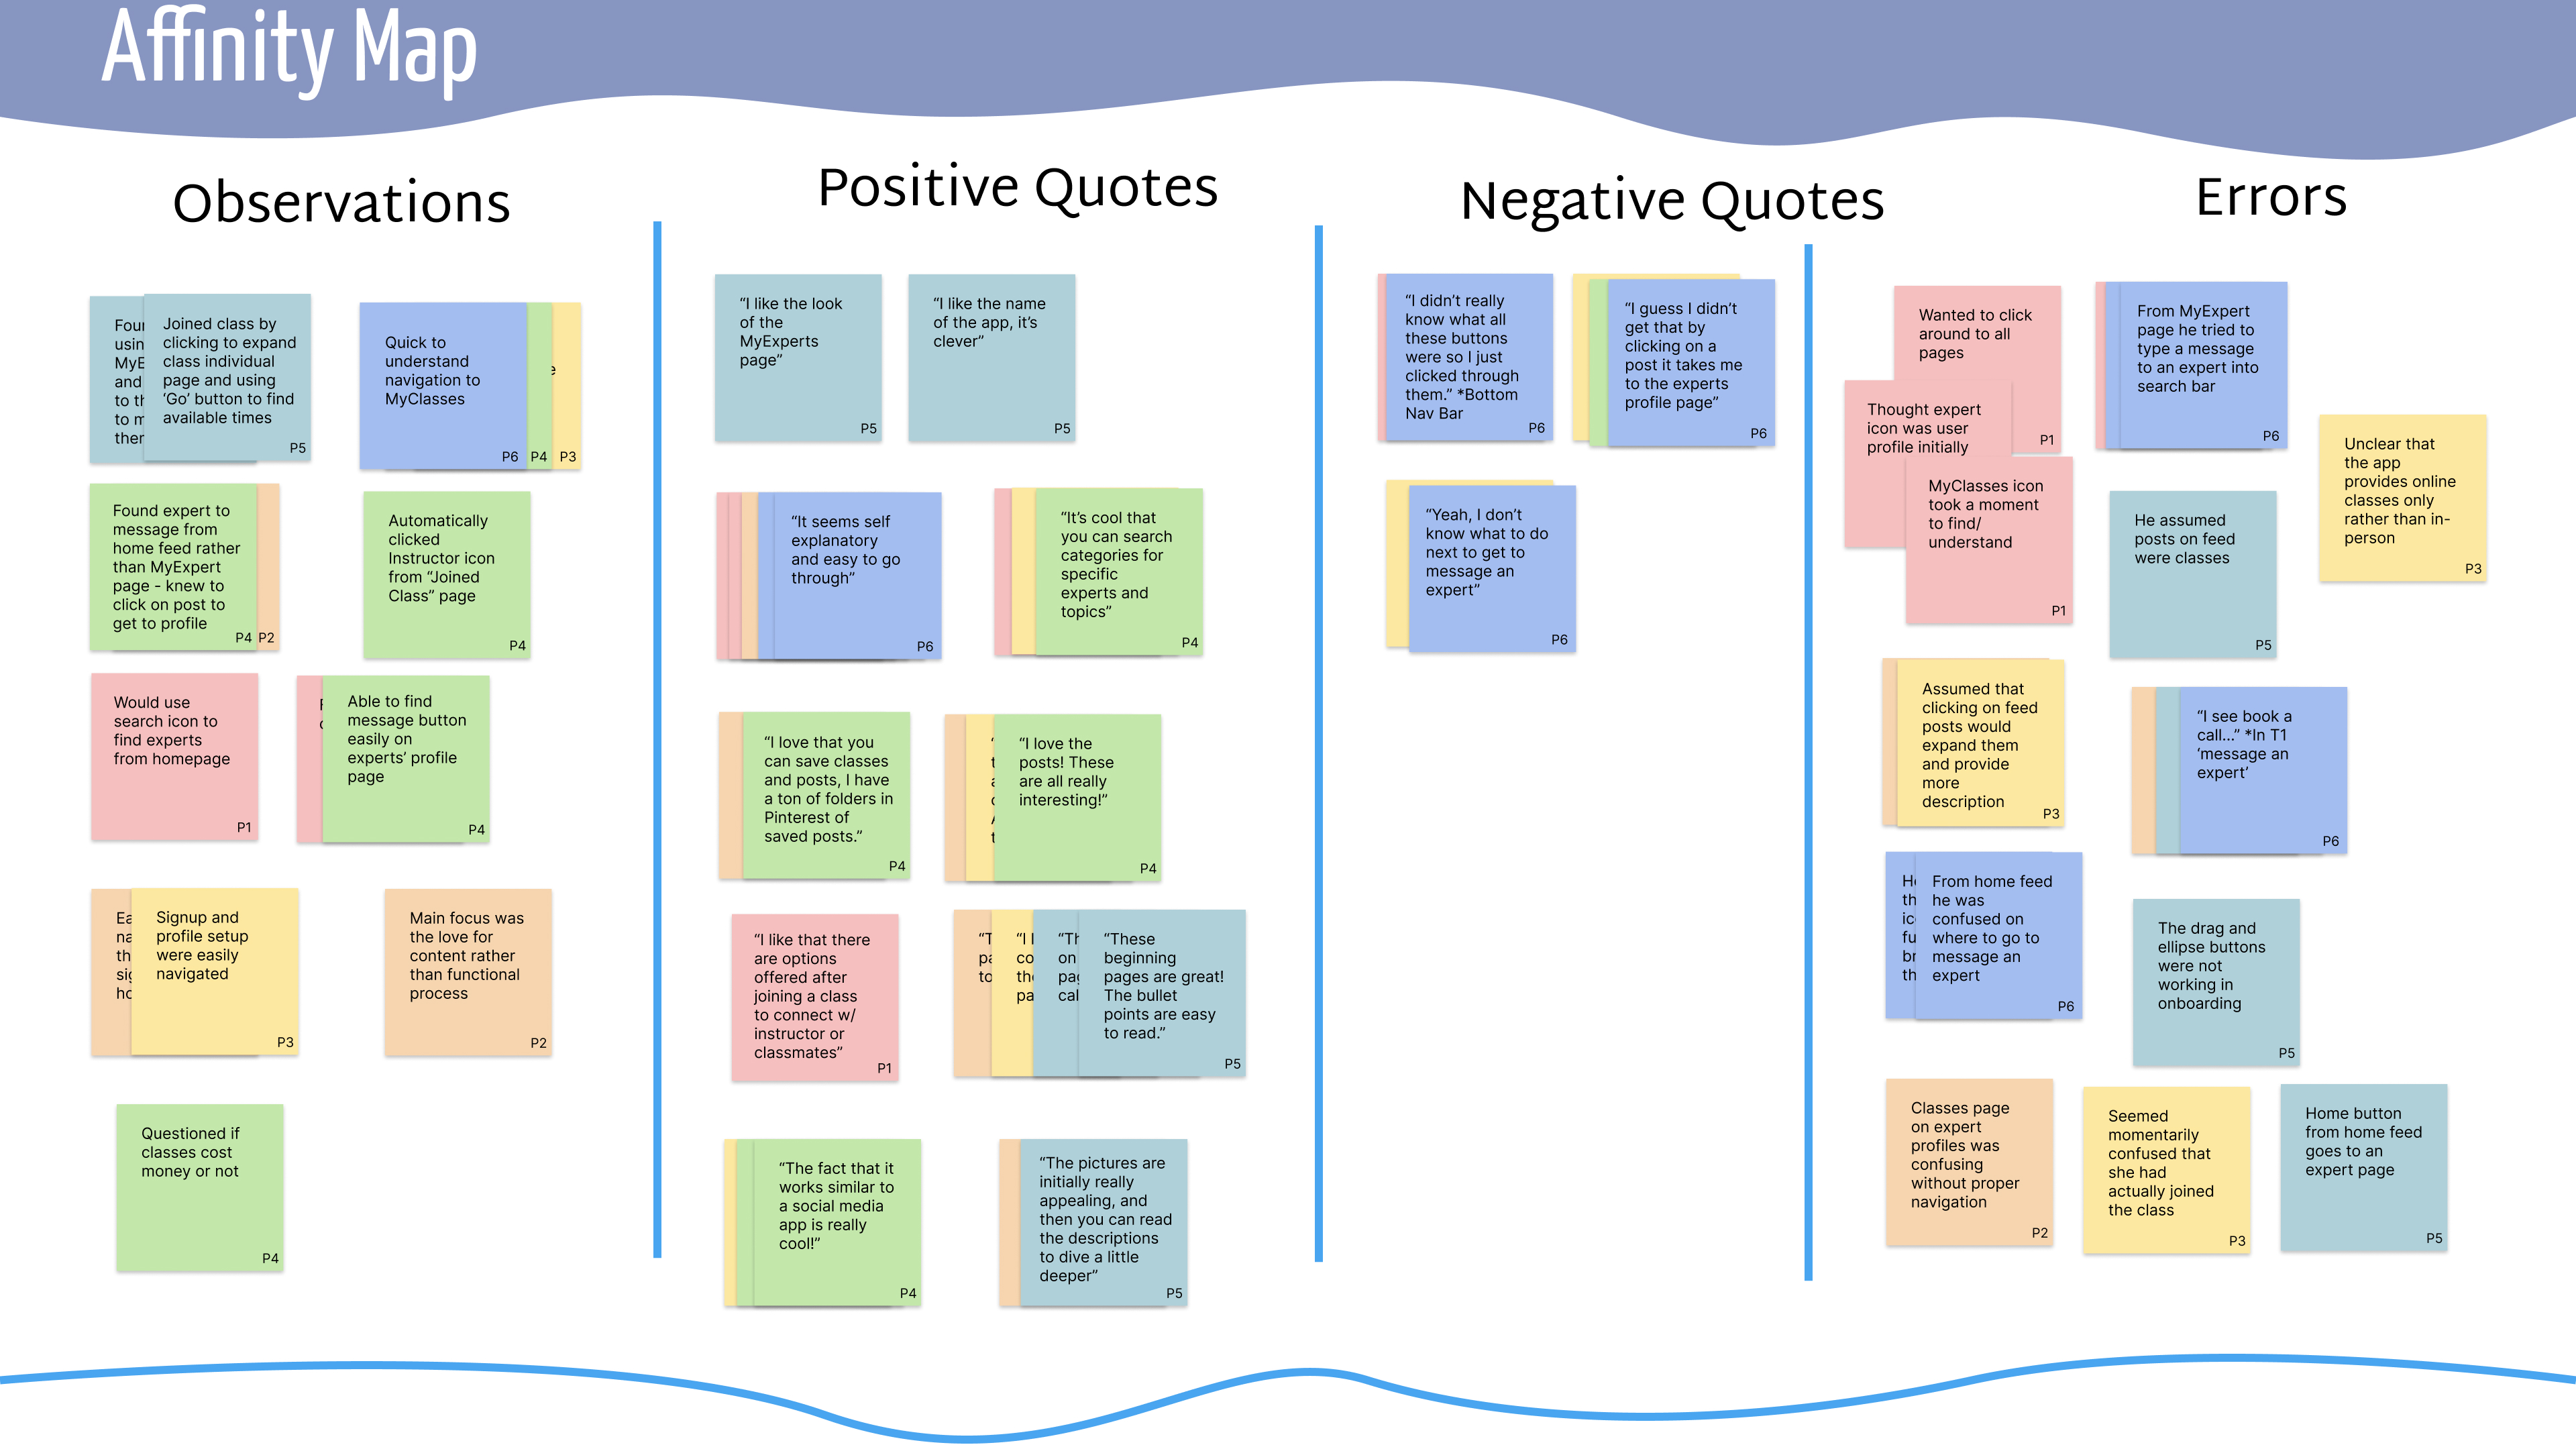 Affinity Map
Observations
Joined class by
clicking to expand
class individual
page and using
‘Go’ button to find
available times
P5
Quick to
understand
navigation to
MyClasses
P6
P4
P3
Found expert to
message from
home feed rather
than MyExpert
page - knew to
click on post to
get to profile
P4
P2
Automatically
clicked
Instructor icon
from “Joined
Class” page
P4
Would use
search icon to
find experts
from homepage
P1
Able to find
message button
easily on
experts’ profile
page
P4
Signup and
profile setup
were easily
navigated
P3
Main focus was
the love for
content rather
than functional
process
P2
Questioned if
classes cost
money or not
P4
Positive Quotes
“I like the look
of the
MyExperts
page”
P5
“I like the name
of the app, it’s
clever”
P5
“It seems self
explanatory
and easy to go
through”
P6
“It’s cool that
you can search
categories for
specific
experts and
topics”
P4
“I love that you
can save classes
and posts, I have
a ton of folders in
Pinterest of
saved posts.”
P4
“I love the
posts! These
are all really
interesting!”
P4
“I like that there
are options
offered after
joining a class
to connect w/
instructor or
classmates”
P1
“These
beginning
pages are great!
The bullet
points are easy
to read.”
P5
“The fact that it
works similar to
a social media
app is really
cool!”
P4
“The pictures are
initially really
appealing, and
then you can read
the descriptions
to dive a little
deeper”
P5
Negative Quotes
“I didn’t really
know what all
these buttons
were so I just
clicked through
them.” *Bottom
Nav Bar
P6
“I guess I didn’t
get that by
clicking on a
post it takes me
to the experts
profile page”
P6
“Yeah, I don’t
know what to do
next to get to
message an
expert”
P6
Errors
Wanted to click
around to all
pages
P1
Thought expert
icon was user
profile initially
MyClasses icon
took a moment
to find/
understand
P1
From MyExpert
page he tried to
type a message
to an expert into
search bar
P6
Unclear that
the app
provides online
classes only
rather than in-
person
P3
He assumed
posts on feed
were classes
P5
Assumed that
clicking on feed
posts would
expand them
and provide
more
description
P3
“I see book a
call...” *In T1
‘message an
expert’
P6
From home feed
he was
confused on
where to go to
message an
expert
P6
The drag and
ellipse buttons
were not
working in
onboarding
P5
Classes page
on expert
profiles was
confusing
without proper
navigation
P2
Seemed
momentarily
confused that
she had
actually joined
the class
P3
Home button
from home feed
goes to an
expert page
P5